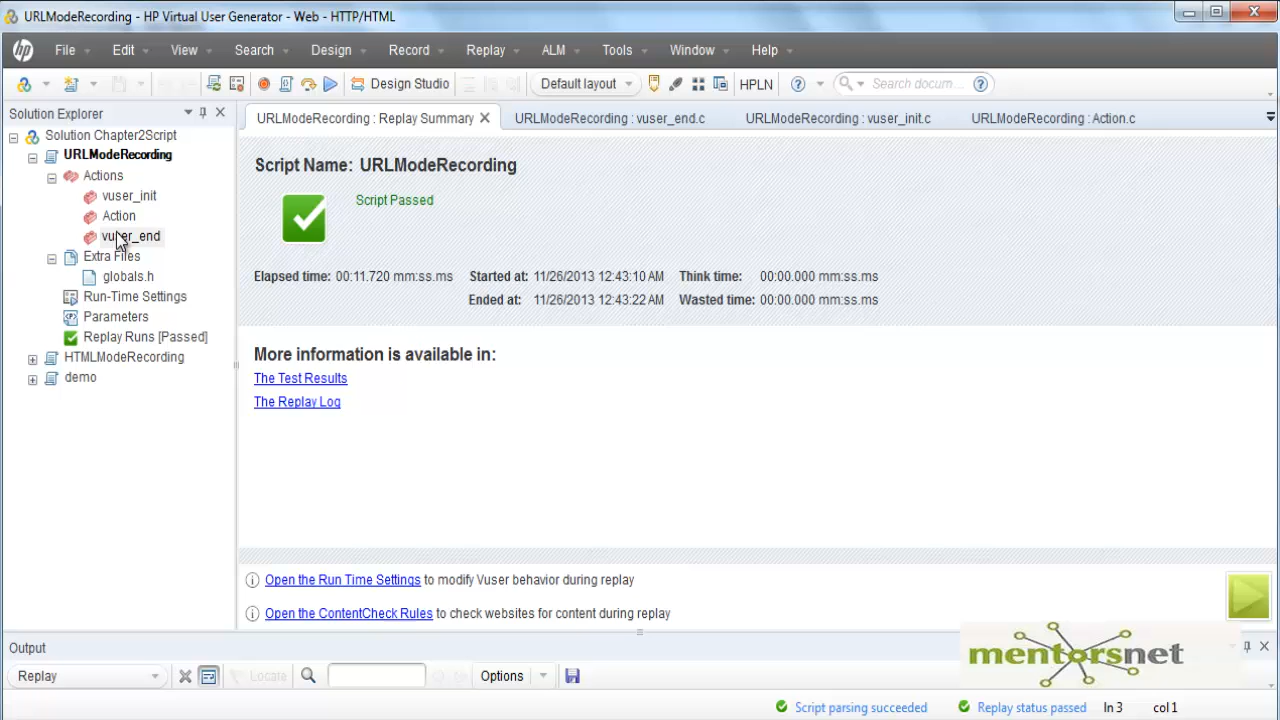 URLModeRecording - HP Virtual User Generator - Web - HTTP/HTML
hp File Edit View Search Design Record Replay ALM Tools Window Help
Design Studio Default layout HPLN ? Search docum... ?
Solution Explorer
URLModeRecording : Replay Summary URLModeRecording : vuser_end.c URLModeRecording : vuser_init.c URLModeRecording : Action.c
Solution Chapter2Script
URLModeRecording
Actions
vuser_init
Action
vuser_end
Extra Files
globals.h
Run-Time Settings
Parameters
Replay Runs [Passed]
HTMLModeRecording
demo
Script Name: URLModeRecording
Script Passed
Elapsed time: 00:11.720 mm:ss.ms Started at: 11/26/2013 12:43:10 AM Think time: 00:00.000 mm:ss.ms
Ended at: 11/26/2013 12:43:22 AM Wasted time: 00:00.000 mm:ss.ms
More information is available in:
The Test Results
The Replay Log
Open the Run Time Settings to modify Vuser behavior during replay
Open the ContentCheck Rules to check websites for content during replay
Output
mentorsnet
Replay Locate Options
Script parsing succeeded Replay status passed ln 3 col 1